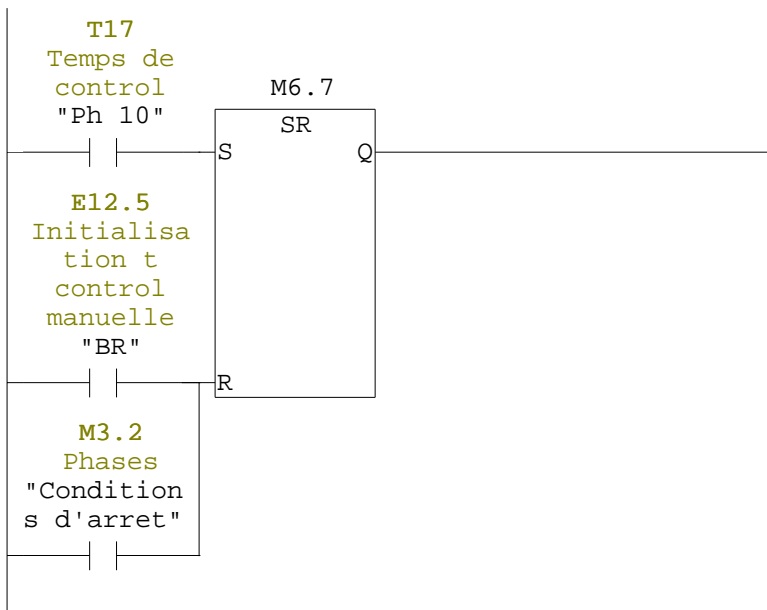 T17
Temps de
control
"Ph 10"
M6.7
SR
S
Q
E12.5
Initialisa
tion t
control
manuelle
"BR"
R
M3.2
Phases
"Condition
s d'arret"